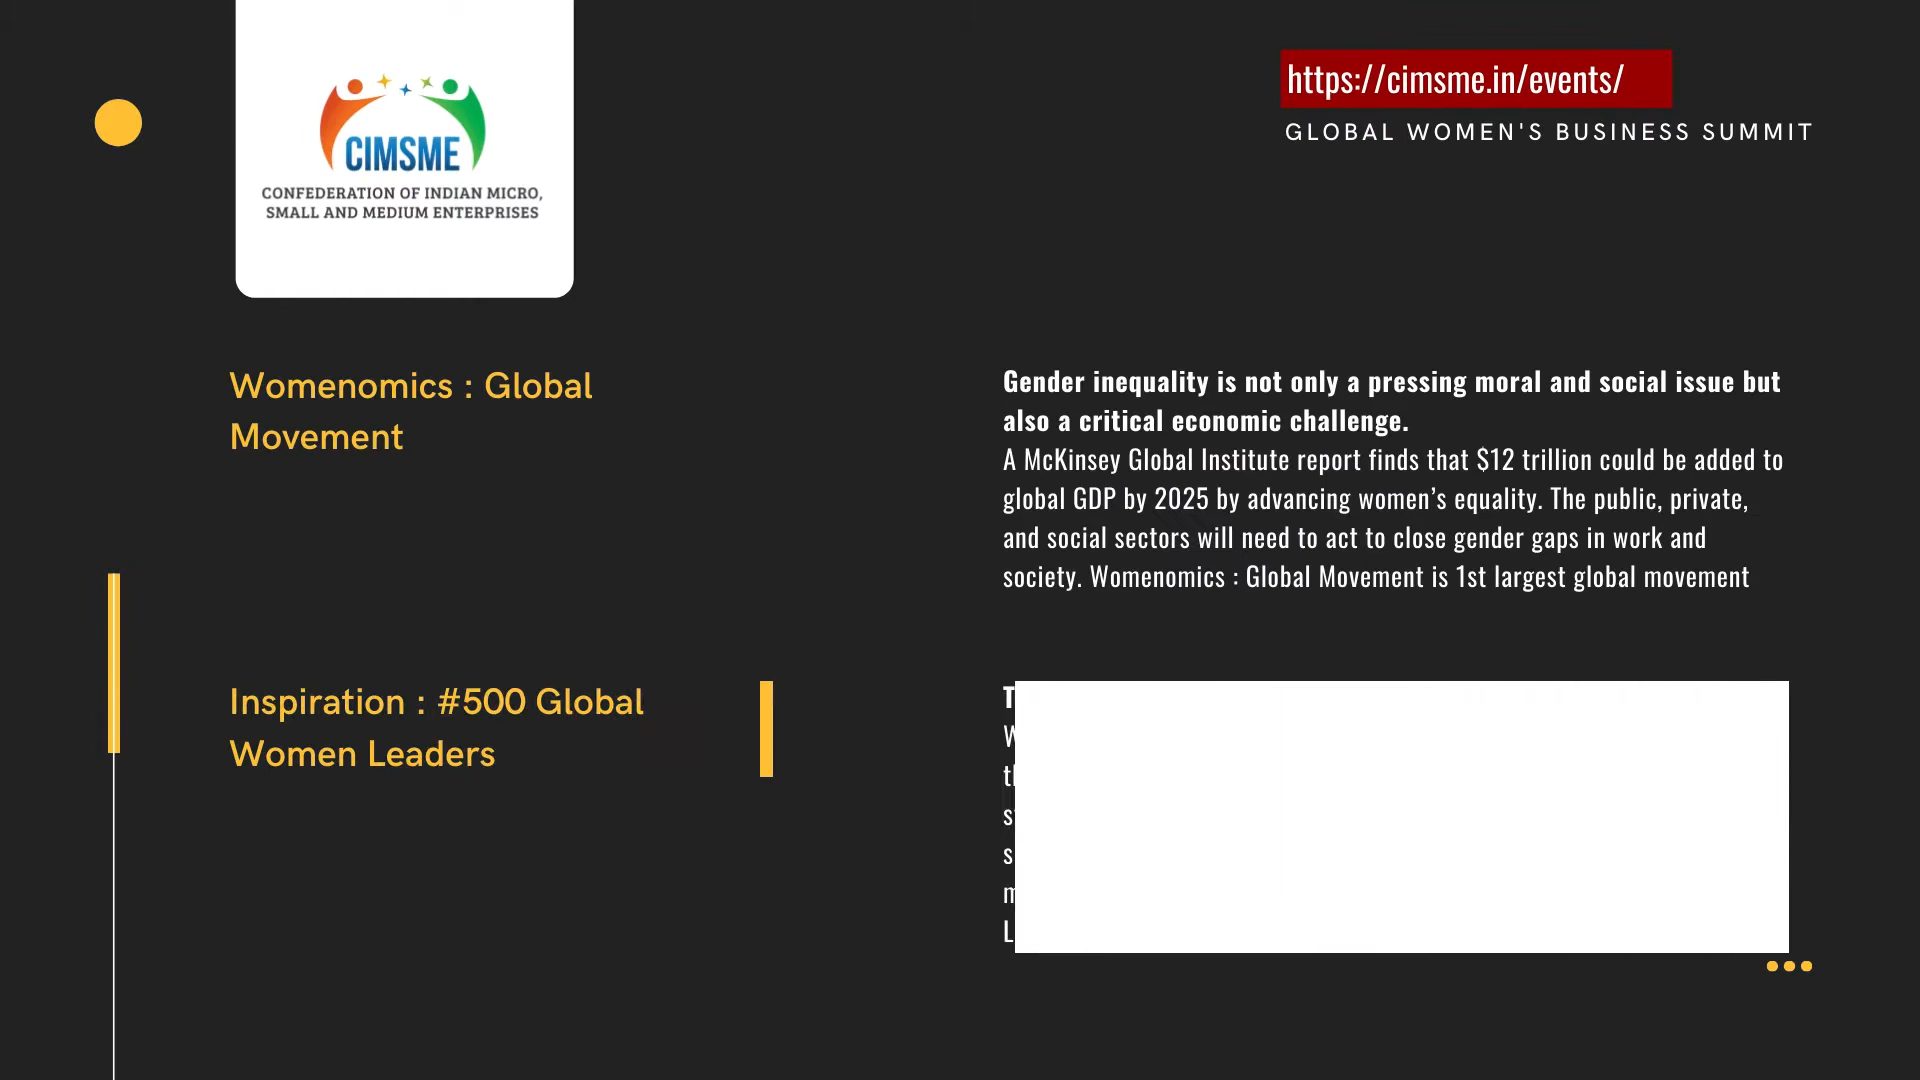 CIMSME
CONFEDERATION OF INDIAN MICRO,
SMALL AND MEDIUM ENTERPRISES
https://cimsme.in/events/
GLOBAL WOMEN'S BUSINESS SUMMIT
Womenomics : Global
Movement
Gender inequality is not only a pressing moral and social issue but
also a critical economic challenge.
A McKinsey Global Institute report finds that $12 trillion could be added to
global GDP by 2025 by advancing women’s equality. The public, private,
and social sectors will need to act to close gender gaps in work and
society. Womenomics : Global Movement is 1st largest global movement
Inspiration : #500 Global
Women Leaders